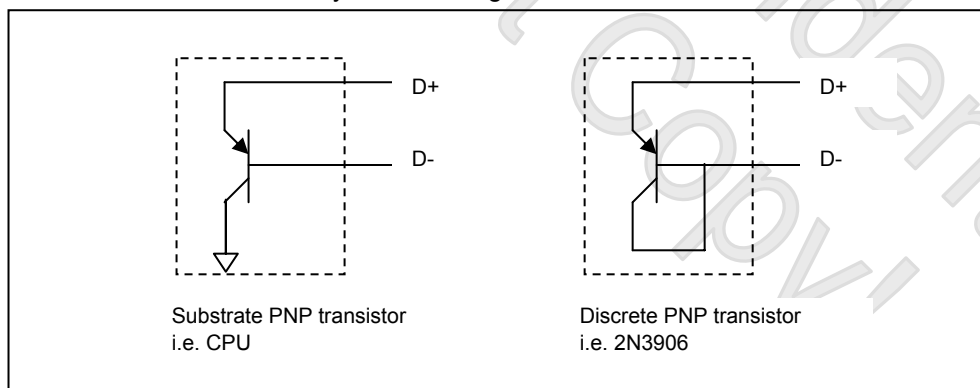 D+
D-
Substrate PNP transistor
i.e. CPU
D+
D-
Discrete PNP transistor
i.e. 2N3906